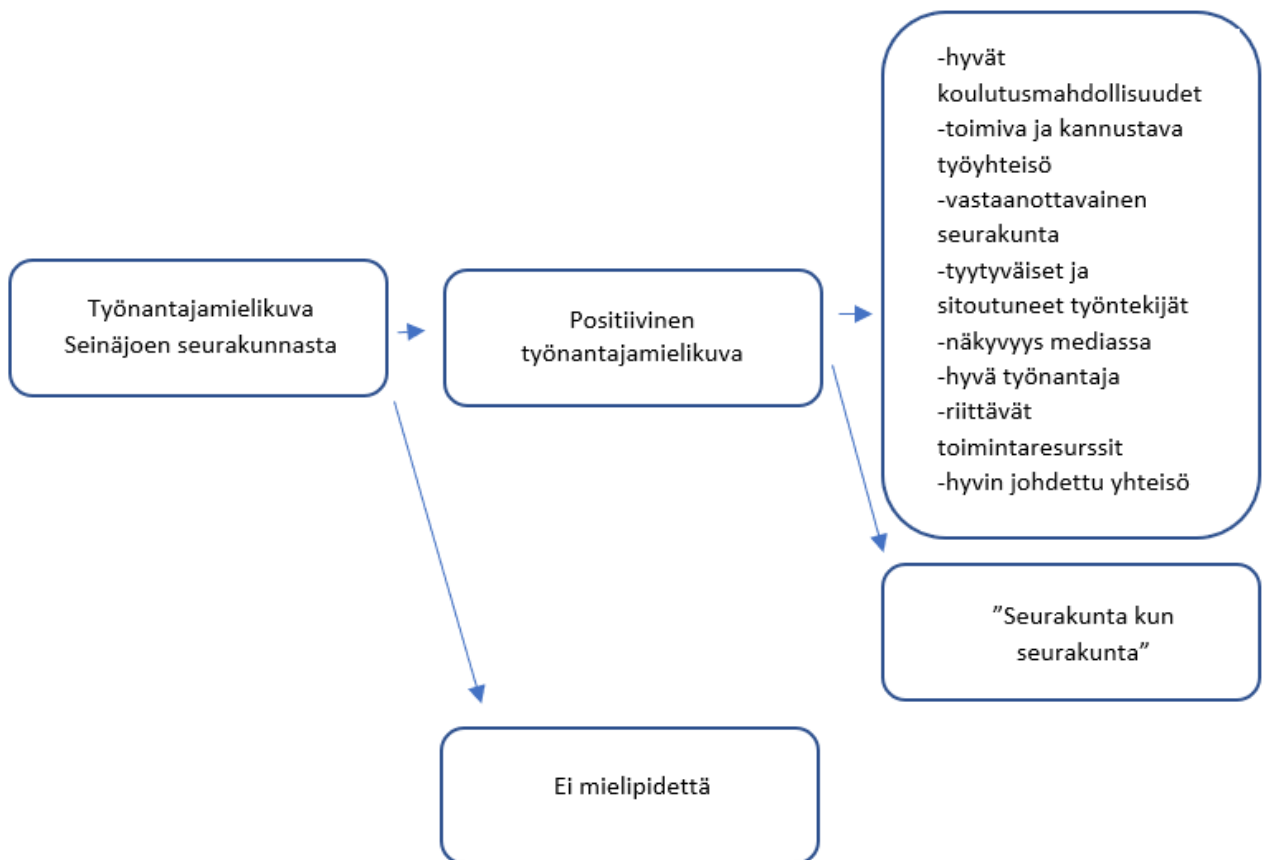 Työnantajamielikuva
Seinäjoen seurakunnasta
Positiivinen
työnantajamielikuva
-hyvät
koulutusmahdollisuudet
-toimiva ja kannustava
työyhteisö
-vastaanottavainen
seurakunta
-tyytyväiset ja
sitoutuneet työntekijät
-näkyvyys mediassa
-hyvä työnantaja
-riittävät
toimintaresurssit
-hyvin johdettu yhteisö
”Seurakunta kun
seurakunta”
Ei mielipidettä